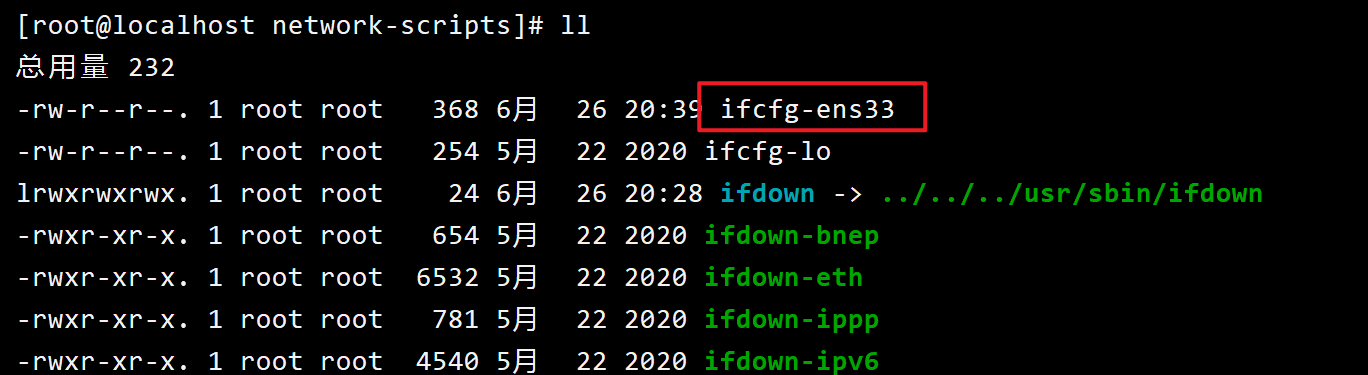 [root@localhost network-scripts]# ll
总用量 232
-rw-r--r--. 1 root root   368 6月   26 20:39 ifcfg-ens33
-rw-r--r--. 1 root root   254 5月   22 2020 ifcfg-lo
lrwxrwxrwx. 1 root root    24 6月   26 20:28 ifdown -> ../../../usr/sbin/ifdown
-rwxr-xr-x. 1 root root   654 5月   22 2020 ifdown-bnep
-rwxr-xr-x. 1 root root  6532 5月   22 2020 ifdown-eth
-rwxr-xr-x. 1 root root   781 5月   22 2020 ifdown-ippp
-rwxr-xr-x. 1 root root  4540 5月   22 2020 ifdown-ipv6